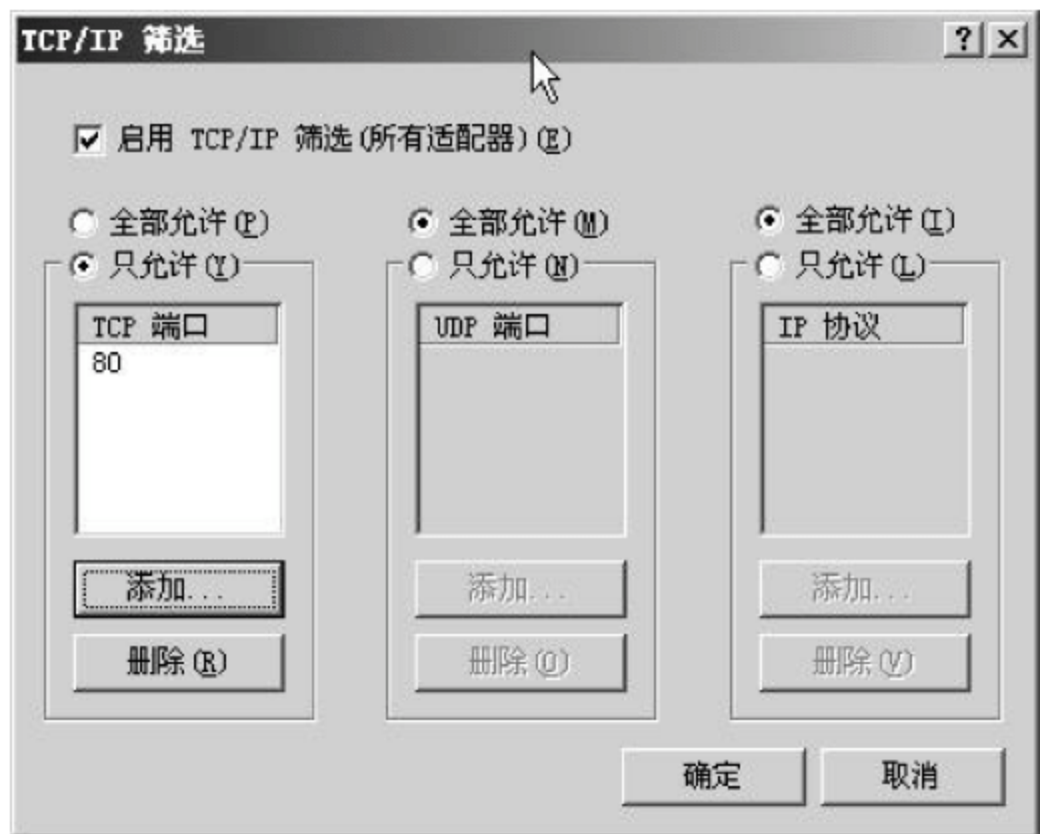 TCP/IP 筛选
启用 TCP/IP 筛选(所有适配器)(E)
全部允许(P)
只允许(Y)
TCP 端口
80
添加...
删除(R)
全部允许(M)
只允许(N)
UDP 端口
添加...
删除(O)
全部允许(I)
只允许(L)
IP 协议
添加...
删除(V)
确定
取消